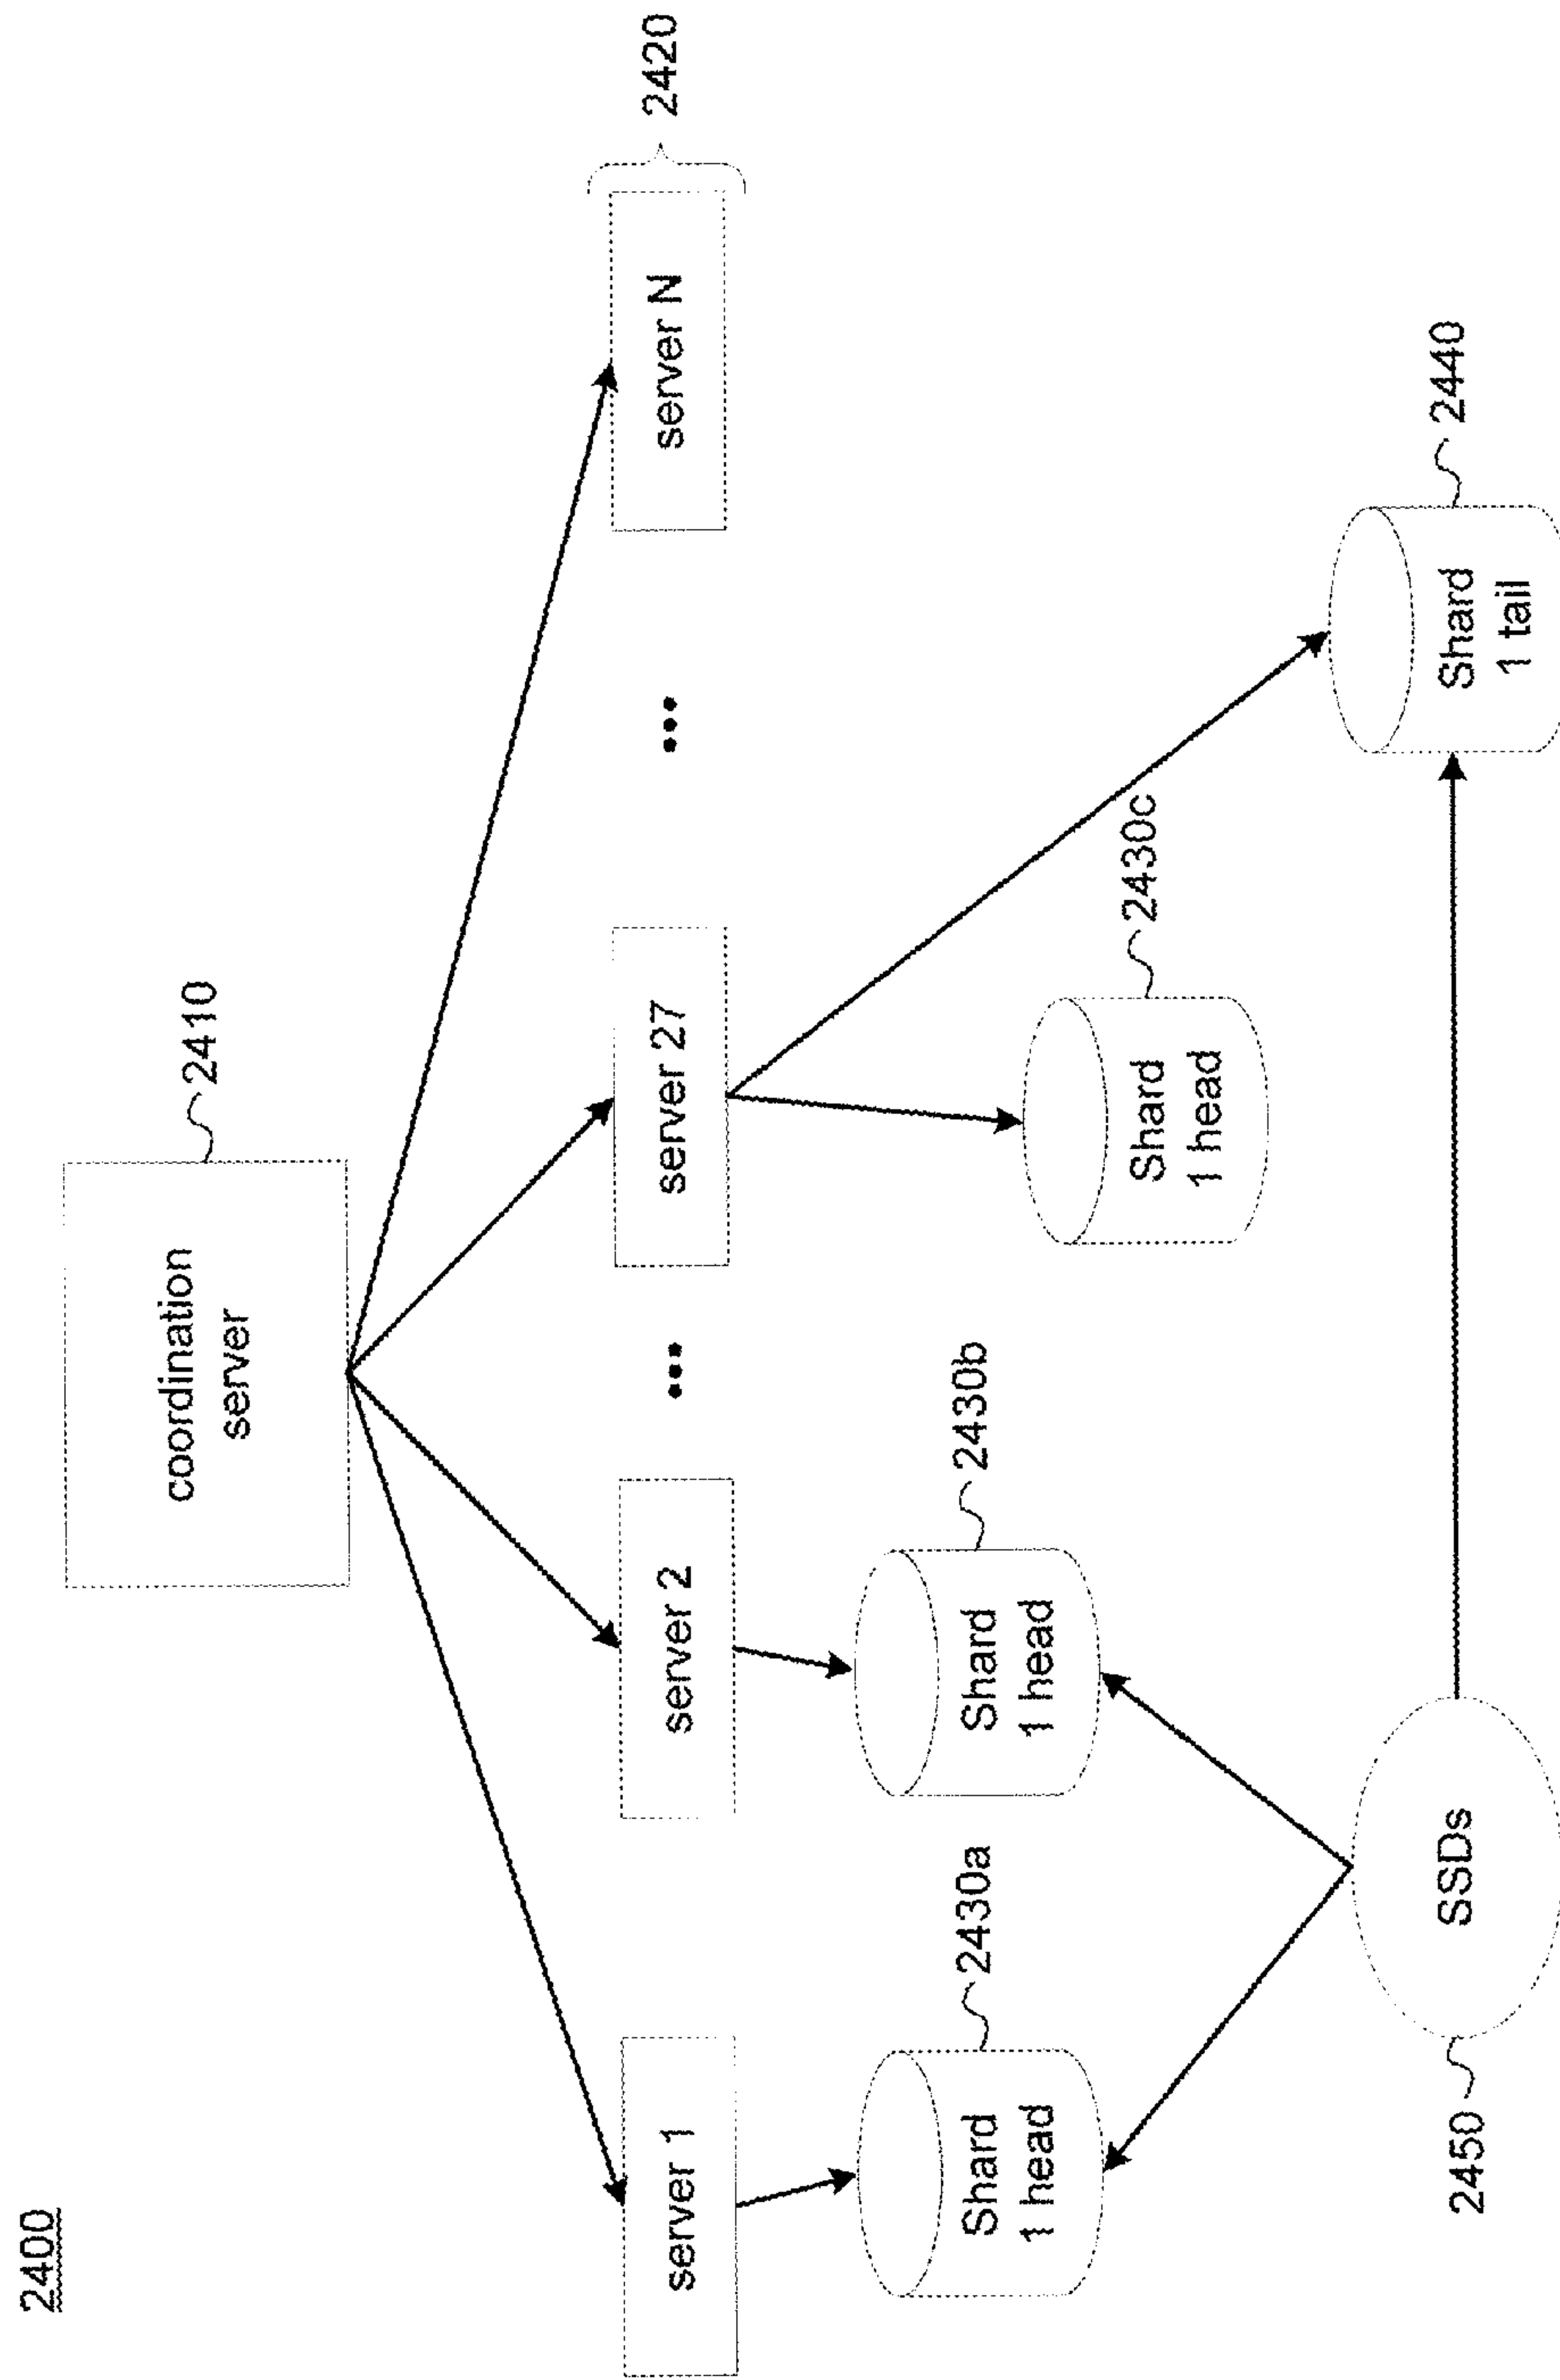 2400
coordination
server
2410
server 1
server 2
•••
server 27
•••
server N
2420
Shard
1 head
2430a
Shard
1 head
2430b
Shard
1 head
2430c
Shard
1 tail
2440
SSDs
2450